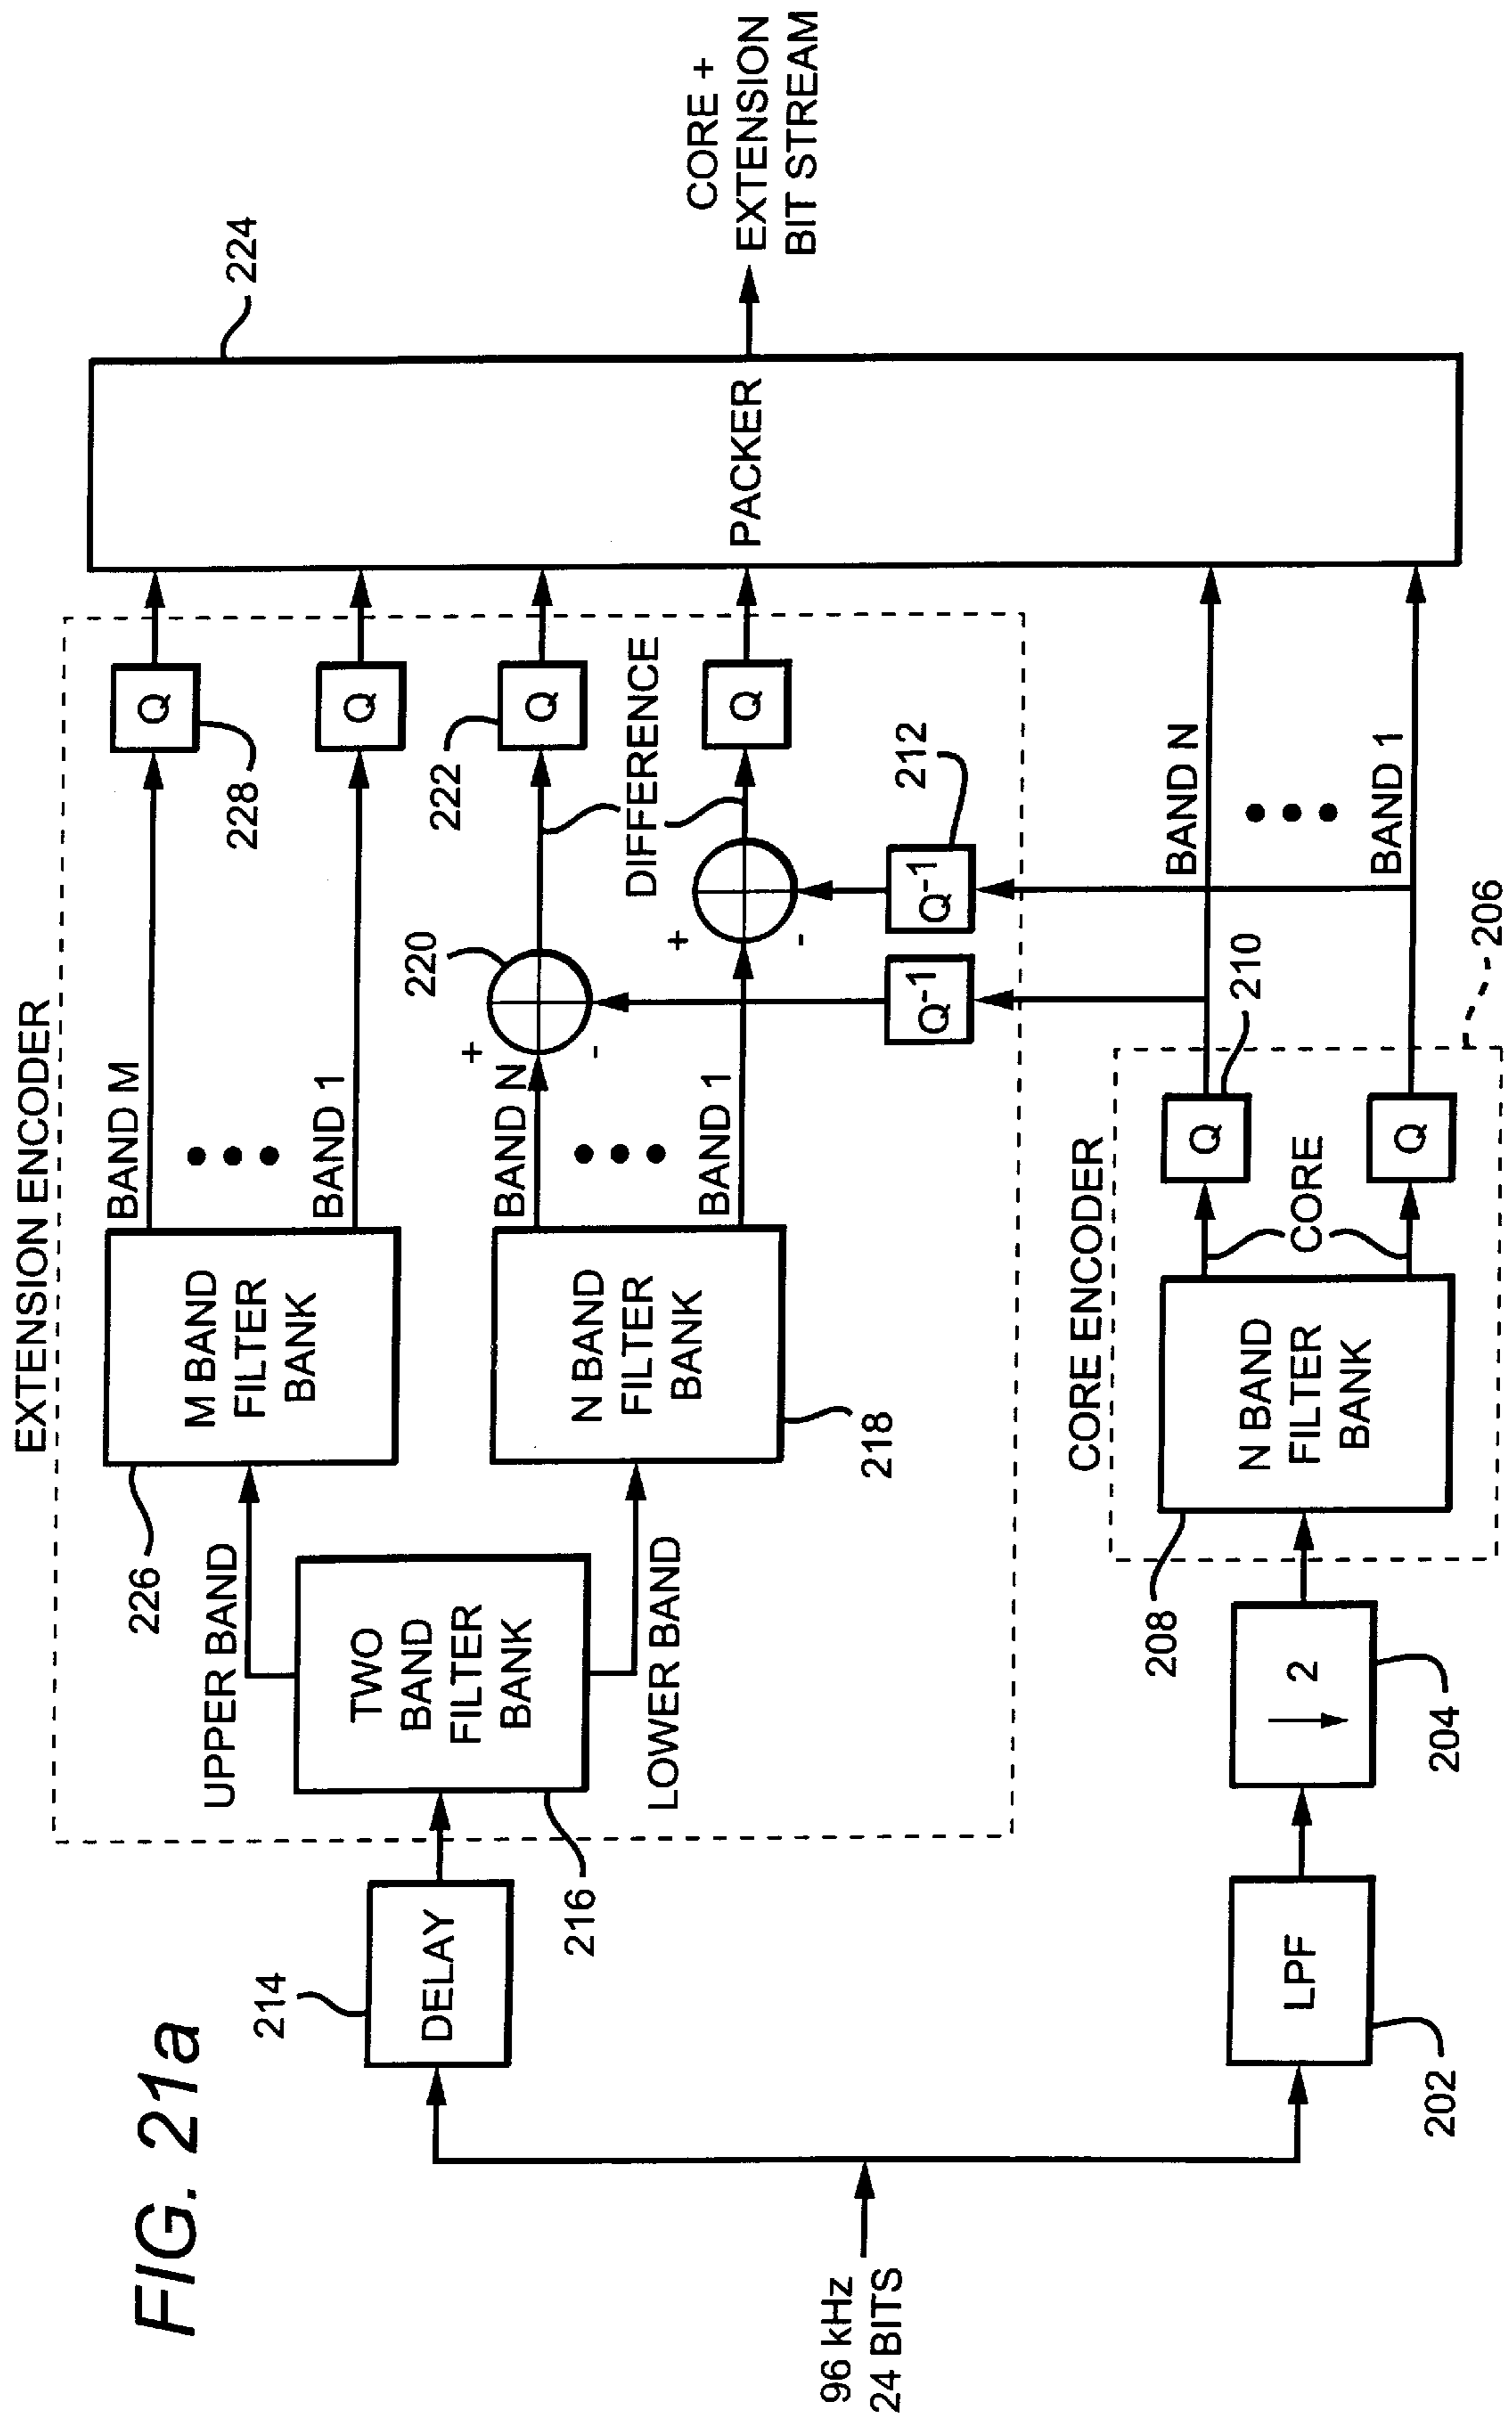 FIG. 21a
96 kHz
24 BITS
214
DELAY
202
LPF
204
2
216
TWO
BAND
FILTER
BANK
UPPER BAND
LOWER BAND
EXTENSION ENCODER
226
M BAND
FILTER
BANK
218
N BAND
FILTER
BANK
BAND M
BAND 1
BAND N
BAND 1
220
+
-
+
-
DIFFERENCE
228
Q
Q
222
Q
Q
212
Q-1
Q-1
CORE ENCODER
208
N BAND
FILTER
BANK
CORE
210
Q
Q
206
BAND N
BAND 1
224
PACKER
CORE +
EXTENSION
BIT STREAM